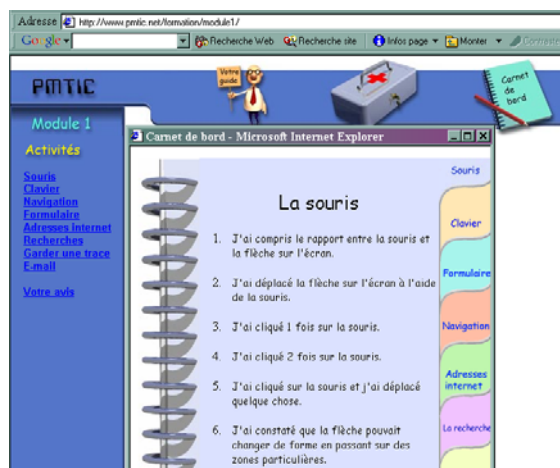 Adresse http://www.pmtic.net/formation/module1/
Google Recherche Web Recherche site Infos page Monter
Votre
guide
Carnet
de
bord
PMTIC
Module 1
Activités
Souris
Clavier
Navigation
Formulaire
Adresses Internet
Recherches
Garder une trace
E-mail
Votre avis
Carnet de bord - Microsoft Internet Explorer
La souris
1. J'ai compris le rapport entre la souris et
la flèche sur l'écran.
2. J'ai déplacé la flèche sur l'écran à l'aide
de la souris.
3. J'ai cliqué 1 fois sur la souris.
4. J'ai cliqué 2 fois sur la souris.
5. J'ai cliqué sur la souris et j'ai déplacé
quelque chose.
6. J'ai constaté que la flèche pouvait
changer de forme en passant sur des
zones particulières.
Souris
Clavier
Formulaire
Navigation
Adresses
internet
La recherche